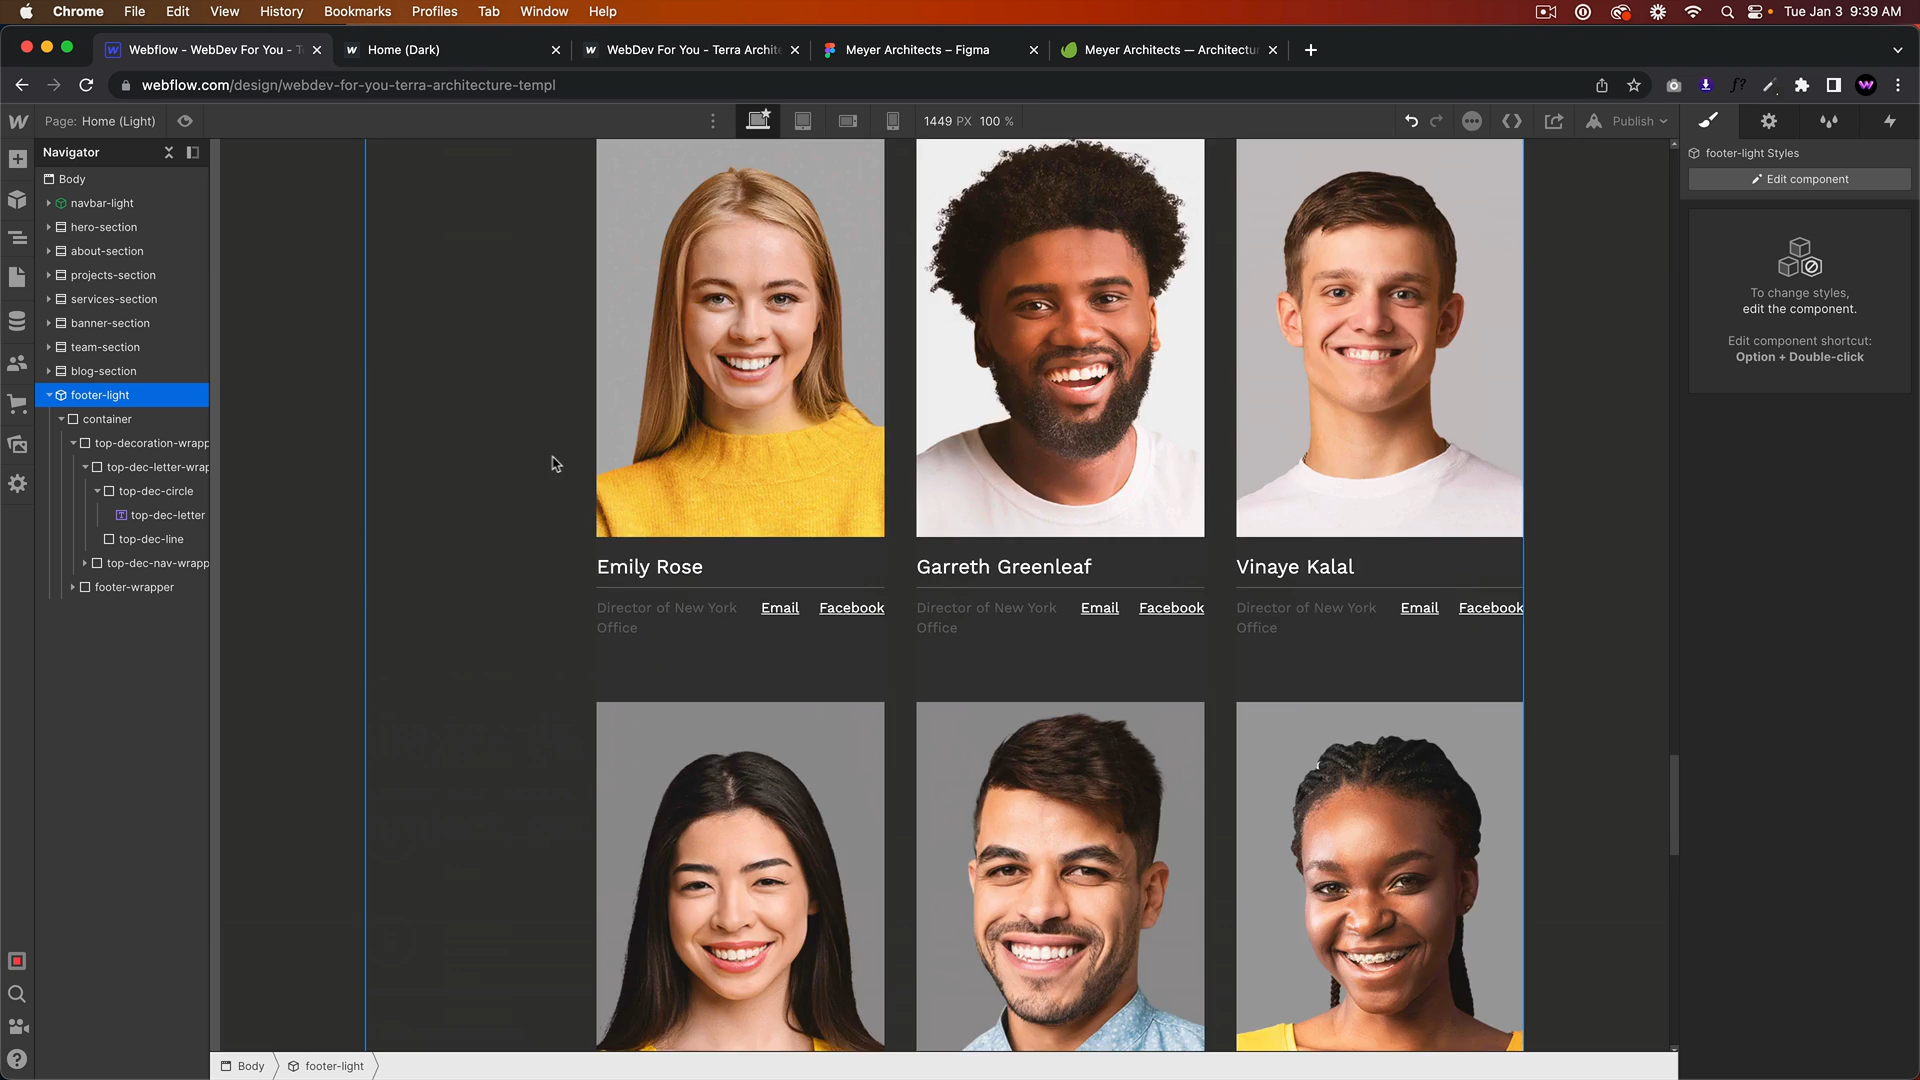 Chrome File Edit View History Bookmarks Profiles Tab Window Help Tue Jan 3 9:39 AM
Webflow - WebDev For You - T Home (Dark) WebDev For You - Terra Archite Meyer Architects – Figma Meyer Architects — Architectur
webflow.com/design/webdev-for-you-terra-architecture-templ
Page: Home (Light) 1449 PX 100 % Publish
Navigator
Body
navbar-light
hero-section
about-section
projects-section
services-section
banner-section
team-section
blog-section
footer-light
container
top-decoration-wrapp
top-dec-letter-wrap
top-dec-circle
top-dec-letter
top-dec-line
top-dec-nav-wrapp
footer-wrapper
Emily Rose
Director of New York Office
Email Facebook
Garreth Greenleaf
Director of New York Office
Email Facebook
Vinaye Kalal
Director of New York Office
Email Facebook
footer-light Styles
Edit component
To change styles,
edit the component.
Edit component shortcut:
Option + Double-click
Body footer-light